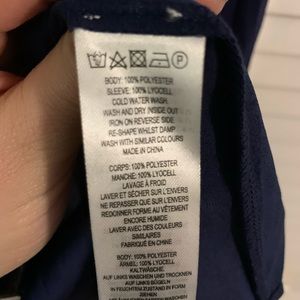 BODY: 100% POLYESTER
SLEEVE: 100% LYOCELL
COLD WATER WASH
WASH AND DRY INSIDE OUT
IRON ON REVERSE SIDE
RE-SHAPE WHILST DAMP
WASH WITH SIMILAR COLOURS
MADE IN CHINA
CORPS: 100% POLYESTER
MANCHE: 100% LYOCELL
LAVAGE À FROID
LAVER ET SÉCHER SUR L'ENVERS
NE REPASSER QUE SUR L'ENVERS
REDONNER FORME AU VÊTEMENT
ENCORE HUMIDE
LAVER AVEC DES COULEURS
SIMILAIRES
FABRIQUÉ EN CHINE
BODY: 100% POLYESTER
ÄRMEL: 100% LYOCELL
KALTWÄSCHE
AUF LINKS WASCHEN UND TROCKNEN
AUF LINKS BÜGELN
IN FEUCHTEM ZUSTAND IN FORM
ZIEHEN